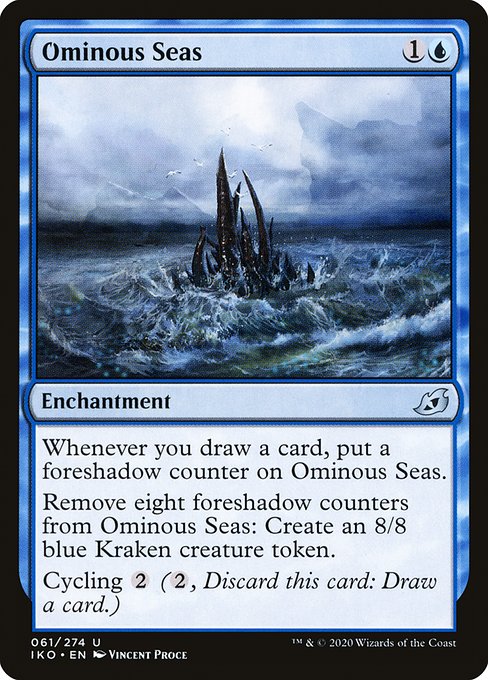 Ominous Seas 1
Enchantment
Whenever you draw a card, put a
foreshadow counter on Ominous Seas.
Remove eight foreshadow counters
from Ominous Seas: Create an 8/8
blue Kraken creature token.
Cycling 2 (2, Discard this card: Draw
a card.)
061/274 U
IKO • EN Vincent Proce
™ & © 2020 Wizards of the Coast